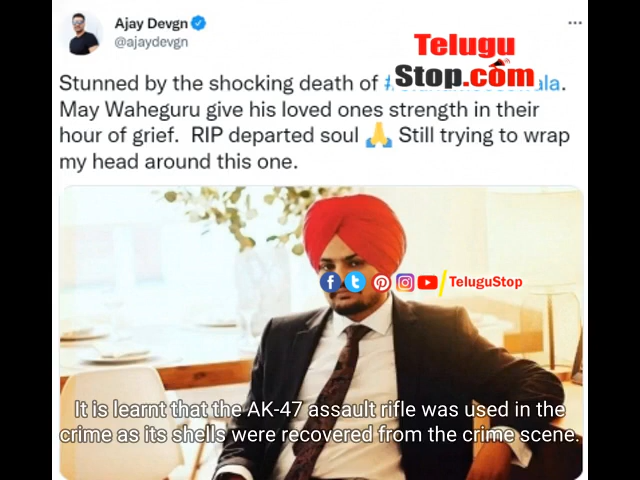 Ajay Devgn
@ajaydevgn
Telugu
Stop.com
Stunned by the shocking death of
May Waheguru give his loved ones strength in their
hour of grief. RIP departed soul 🙏 Still trying to wrap
my head around this one.
TeluguStop
It is learnt that the AK-47 assault rifle was used in the
crime as its shells were recovered from the crime scene.